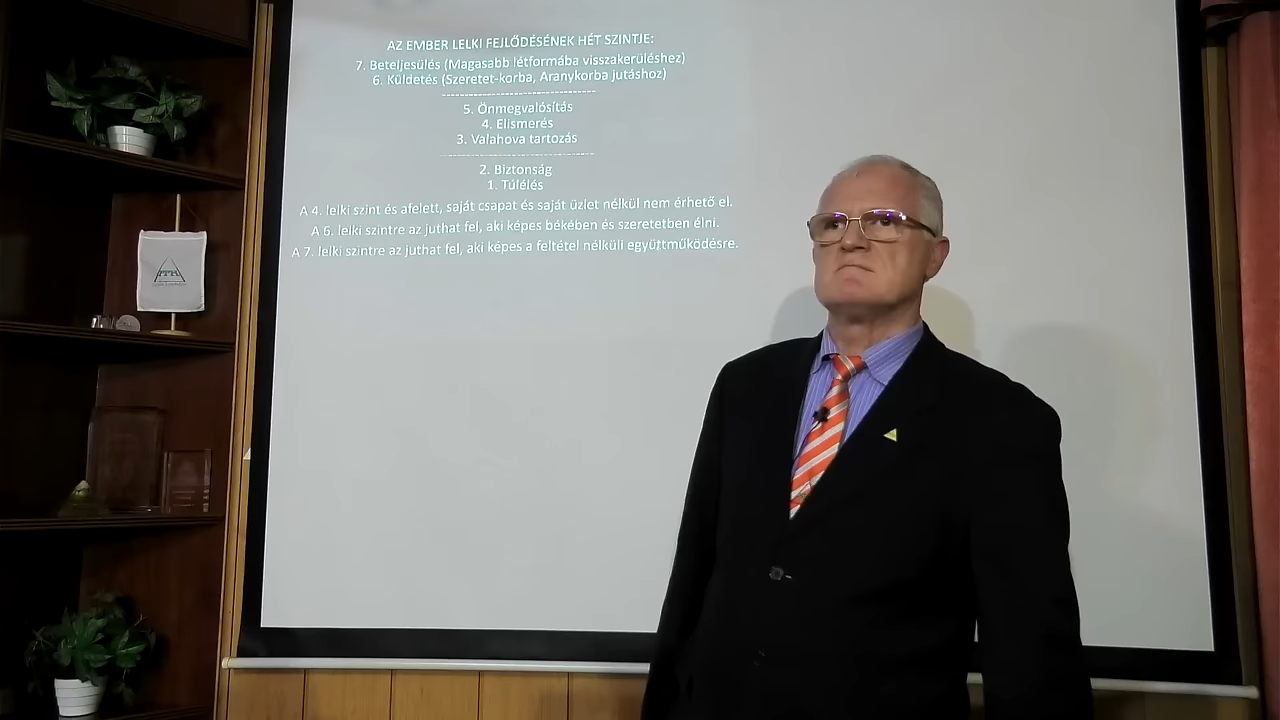 AZ EMBER LELKI FEJLŐDÉSÉNEK HÉT SZINTJE:
7. Beteljesülés (Magasabb létformába visszakerüléshez)
6. Küldetés (Szeretet-korba, Aranykorba jutáshoz)
--------------------------------
5. Önmegvalósítás
4. Elismerés
3. Valahova tartozás
--------------------------------
2. Biztonság
1. Túlélés
A 4. lelki szint és afelett, saját csapat és saját üzlet nélkül nem érhető el.
A 6. lelki szintre az juthat fel, aki képes békében és szeretetben élni.
A 7. lelki szintre az juthat fel, aki képes a feltétel nélküli együttműködésre.